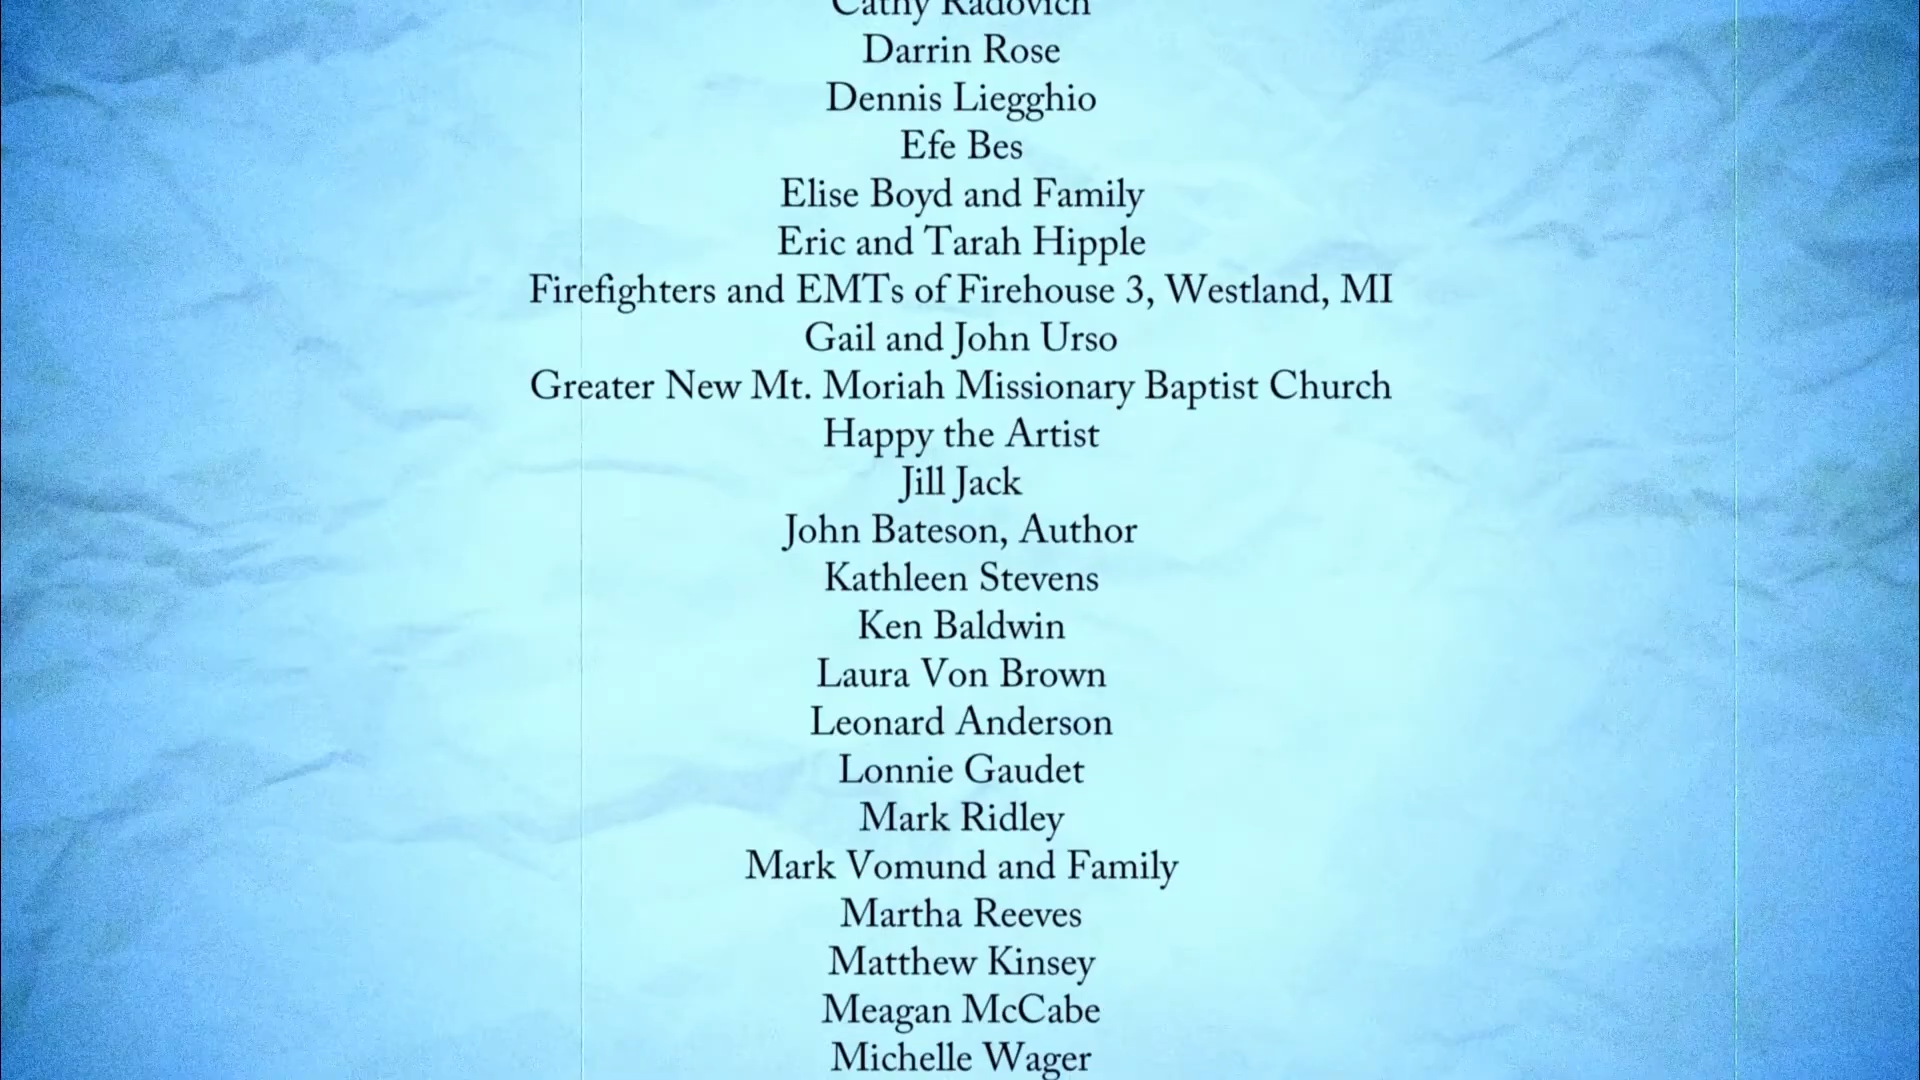 Cathy Radovich
Darrin Rose
Dennis Liegghio
Efe Bes
Elise Boyd and Family
Eric and Tarah Hipple
Firefighters and EMTs of Firehouse 3, Westland, MI
Gail and John Urso
Greater New Mt. Moriah Missionary Baptist Church
Happy the Artist
Jill Jack
John Bateson, Author
Kathleen Stevens
Ken Baldwin
Laura Von Brown
Leonard Anderson
Lonnie Gaudet
Mark Ridley
Mark Vomund and Family
Martha Reeves
Matthew Kinsey
Meagan McCabe
Michelle Wager